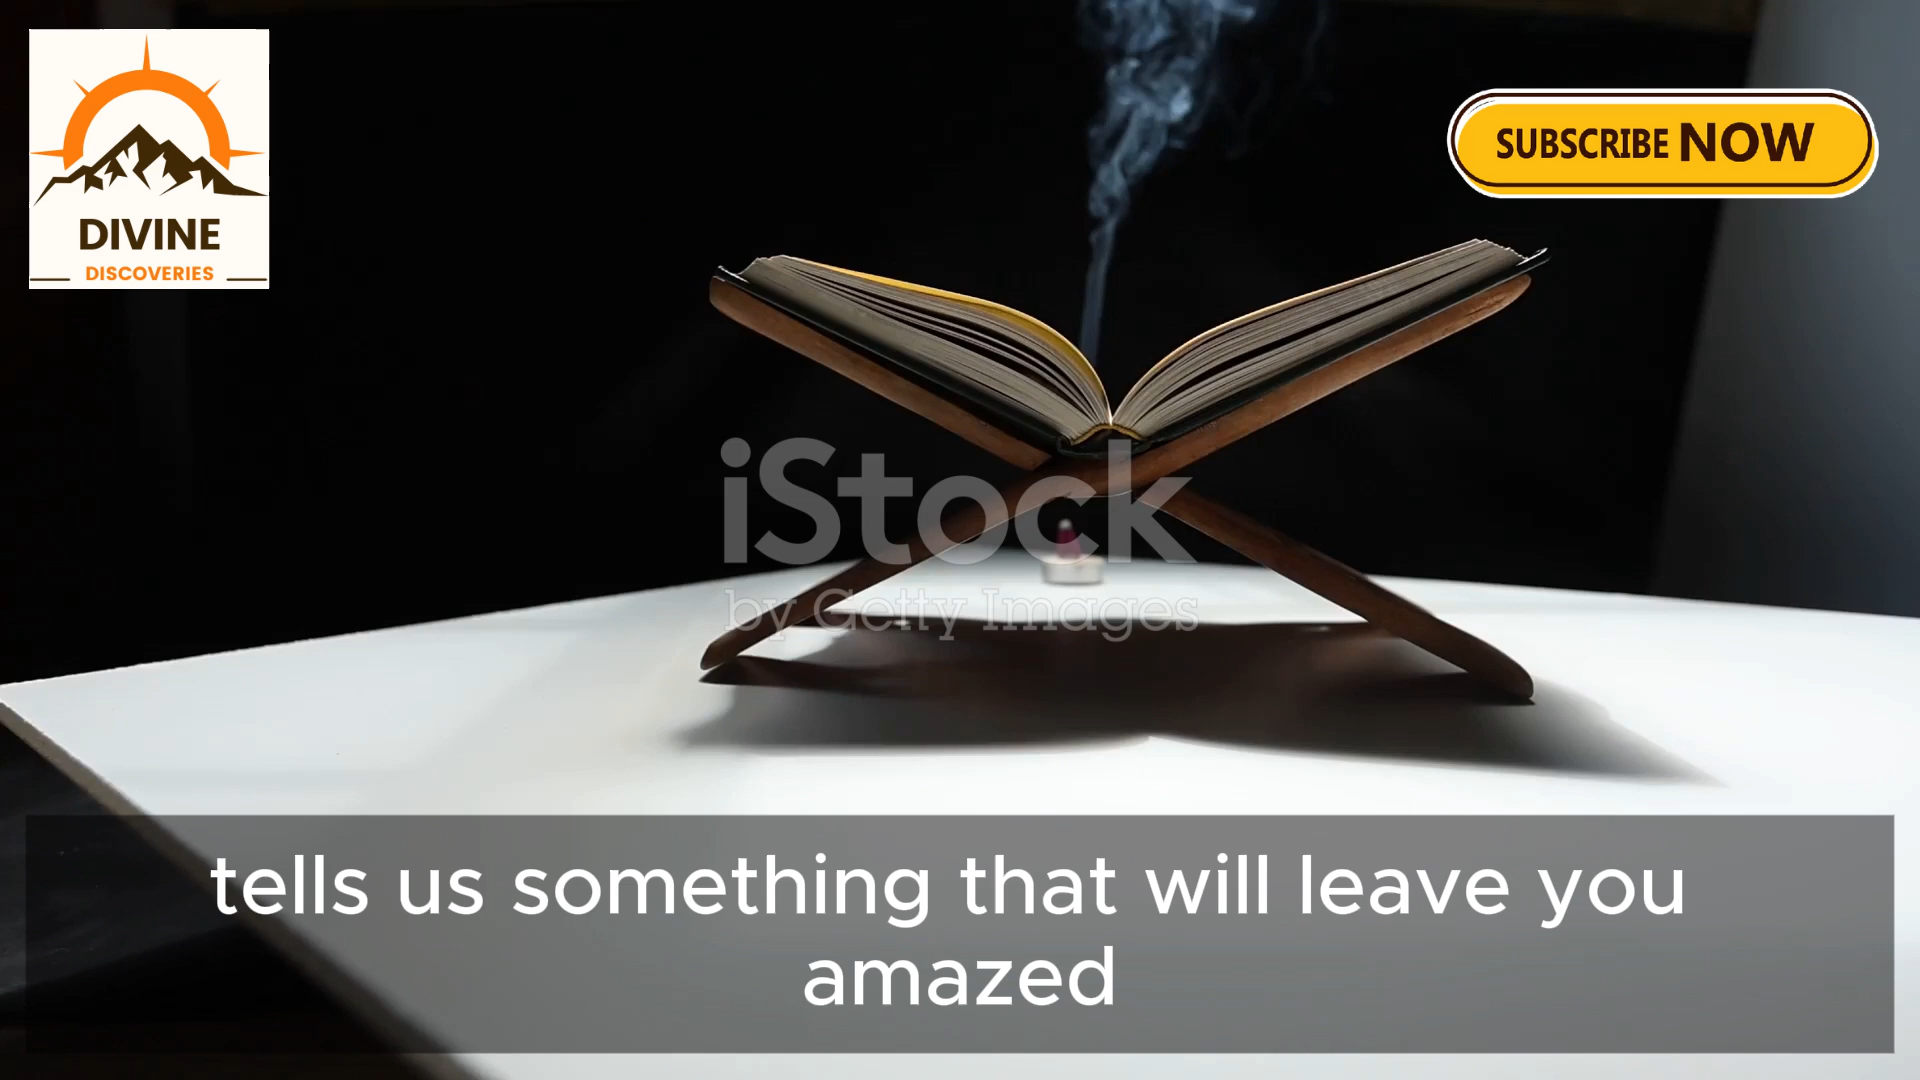 DIVINE
DISCOVERIES
SUBSCRIBE NOW
iStock
by Getty Images
tells us something that will leave you
amazed